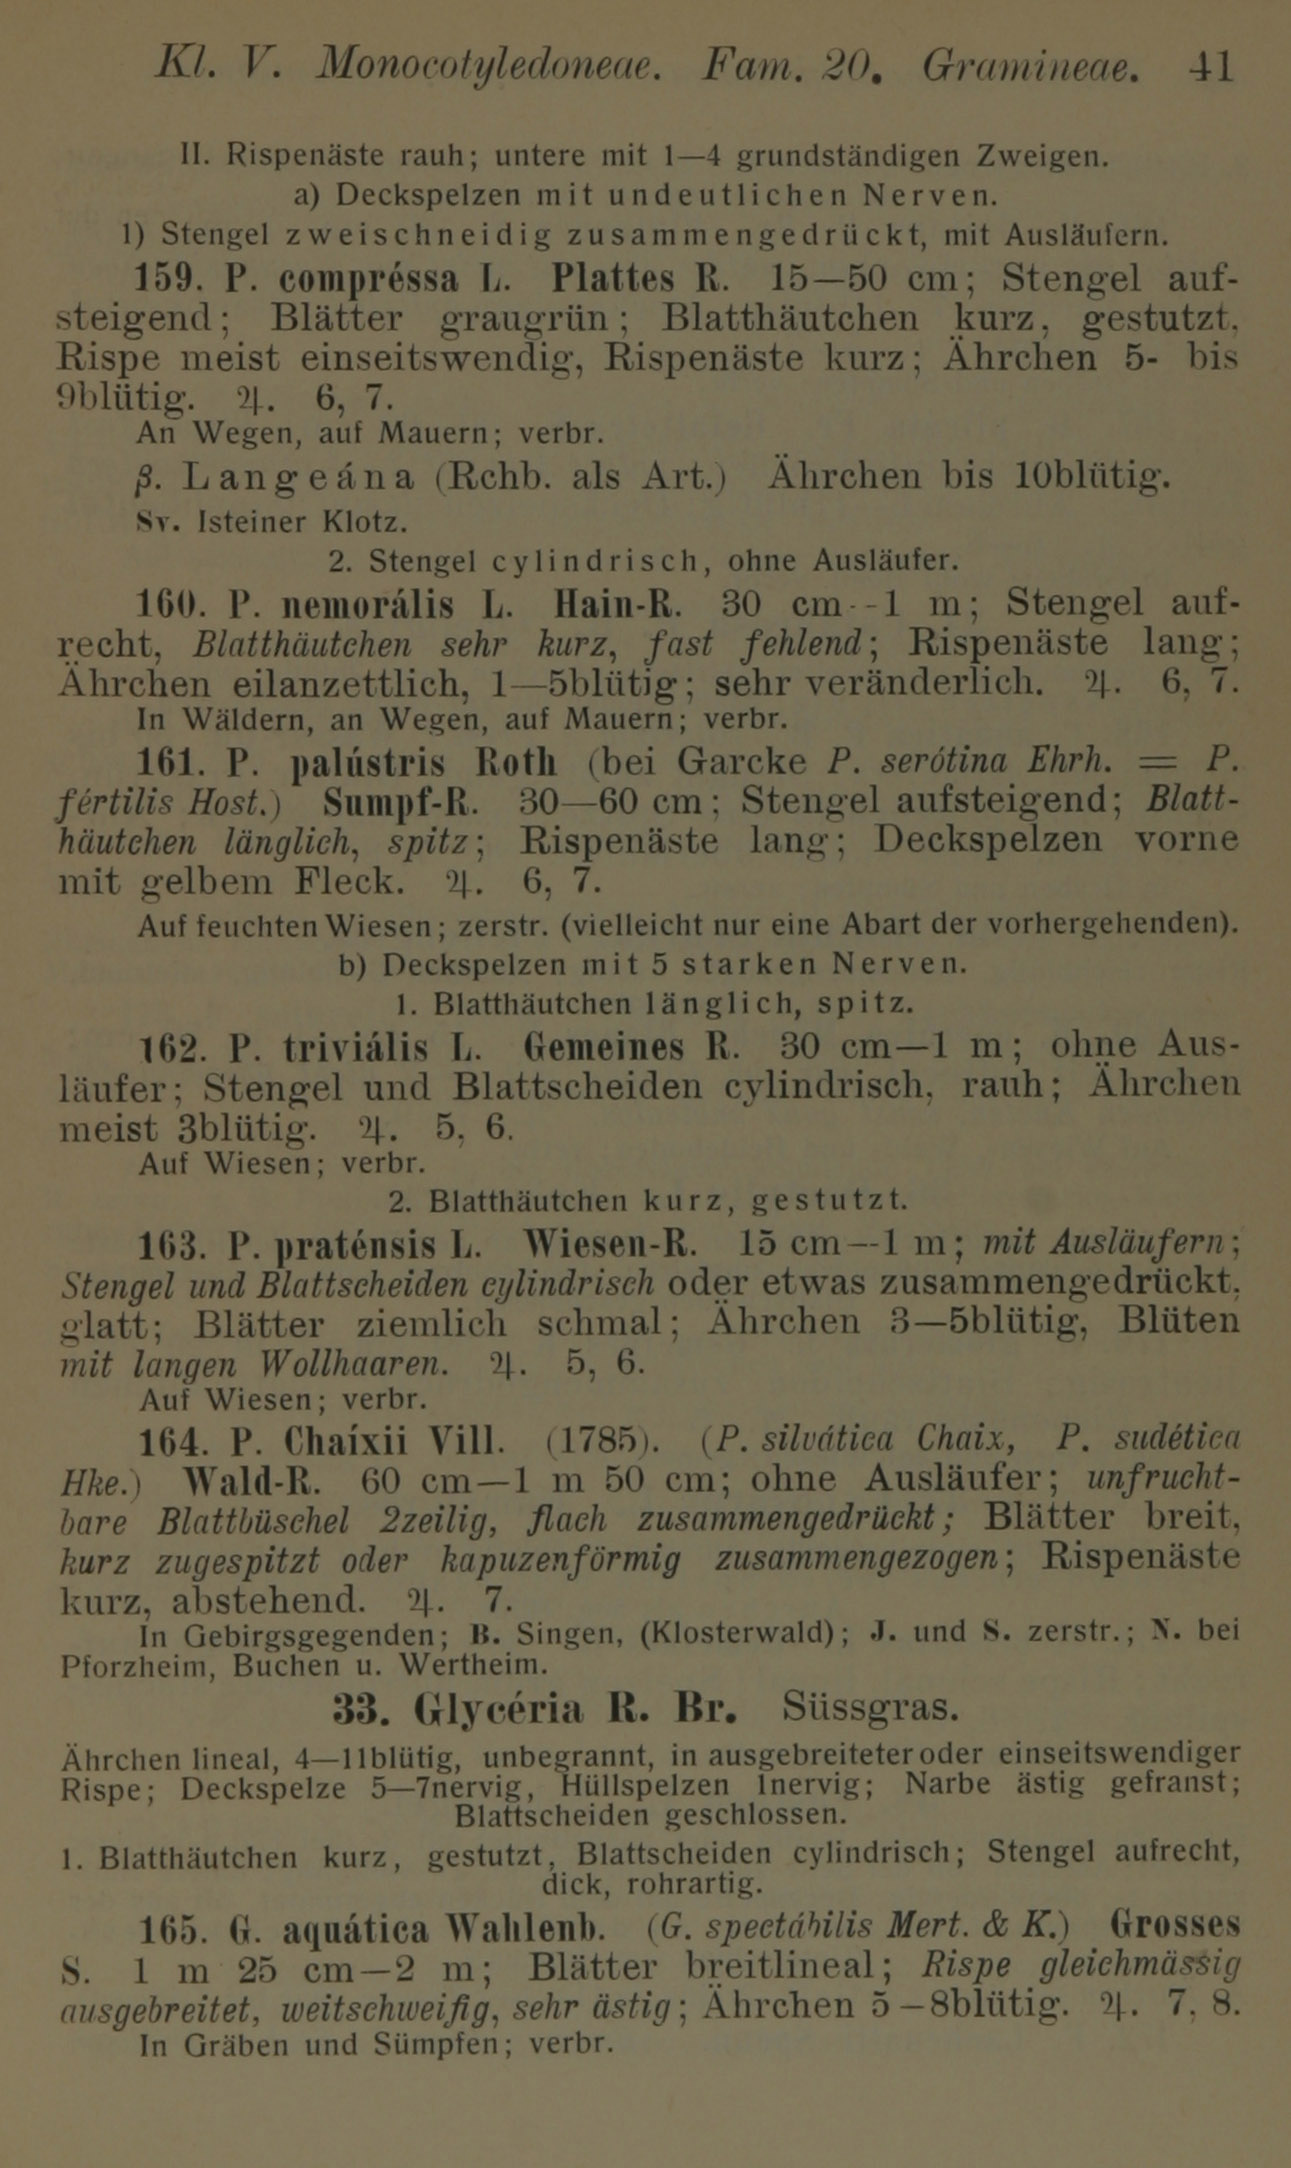 Kl. V. Monocotyledoneae. Fam. 20. Gramineae. 41
II. Rispenäste rauh; untere mit 1—4 grundständigen Zweigen.
a) Deckspelzen mit undeutlichen Nerven.
1) Stengel zweischneidig zusammengedrückt, mit Ausläufern.
159. P. compréssa L. Plattes R. 15—50 cm; Stengel auf-
steigend; Blätter graugrün; Blatthäutchen kurz, gestutzt.
Rispe meist einseitswendig, Rispenäste kurz; Ährchen 5- bis
9blütig. ♃. 6, 7.
An Wegen, auf Mauern; verbr.
β. Langeána (Rchb. als Art.) Ährchen bis 10blütig.
Sv. Isteiner Klotz.
2. Stengel cylindrisch, ohne Ausläufer.
160. P. nemorális L. Hain-R. 30 cm--1 m; Stengel auf-
recht, Blatthäutchen sehr kurz, fast fehlend; Rispenäste lang;
Ährchen eilanzettlich, 1—5blütig; sehr veränderlich. ♃. 6, 7.
In Wäldern, an Wegen, auf Mauern; verbr.
161. P. palústris Roth (bei Garcke P. serótina Ehrh. = P.
fértilis Host.) Sumpf-R. 30—60 cm; Stengel aufsteigend; Blatt-
häutchen länglich, spitz; Rispenäste lang; Deckspelzen vorne
mit gelbem Fleck. ♃. 6, 7.
Auf feuchten Wiesen; zerstr. (vielleicht nur eine Abart der vorhergehenden).
b) Deckspelzen mit 5 starken Nerven.
1. Blatthäutchen länglich, spitz.
162. P. triviális L. Gemeines R. 30 cm—1 m; ohne Aus-
läufer; Stengel und Blattscheiden cylindrisch, rauh; Ährchen
meist 3blütig. ♃. 5, 6.
Auf Wiesen; verbr.
2. Blatthäutchen kurz, gestutzt.
163. P. praténsis L. Wiesen-R. 15 cm—1 m; mit Ausläufern;
Stengel und Blattscheiden cylindrisch oder etwas zusammengedrückt,
glatt; Blätter ziemlich schmal; Ährchen 3—5blütig, Blüten
mit langen Wollhaaren. ♃. 5, 6.
Auf Wiesen; verbr.
164. P. Chaíxii Vill. (1785). (P. silvática Chaix, P. sudética
Hke.) Wald-R. 60 cm—1 m 50 cm; ohne Ausläufer; unfrucht-
bare Blattbüschel 2zeilig, flach zusammengedrückt; Blätter breit,
kurz zugespitzt oder kapuzenförmig zusammengezogen; Rispenäste
kurz, abstehend. ♃. 7.
In Gebirgsgegenden; B. Singen, (Klosterwald); J. und S. zerstr.; N. bei
Pforzheim, Buchen u. Wertheim.
33. Glycéria R. Br. Süssgras.
Ährchen lineal, 4—11blütig, unbegrannt, in ausgebreiteter oder einseitswendiger
Rispe; Deckspelze 5—7nervig, Hüllspelzen 1nervig; Narbe ästig gefranst;
Blattscheiden geschlossen.
1. Blatthäutchen kurz, gestutzt, Blattscheiden cylindrisch; Stengel aufrecht,
dick, rohrartig.
165. G. aquática Wahlenb. (G. spectábilis Mert. & K.) Grosses
S. 1 m 25 cm—2 m; Blätter breitlineal; Rispe gleichmässig
ausgebreitet, weitschweifig, sehr ästig; Ährchen 5—8blütig. ♃. 7, 8.
In Gräben und Sümpfen; verbr.